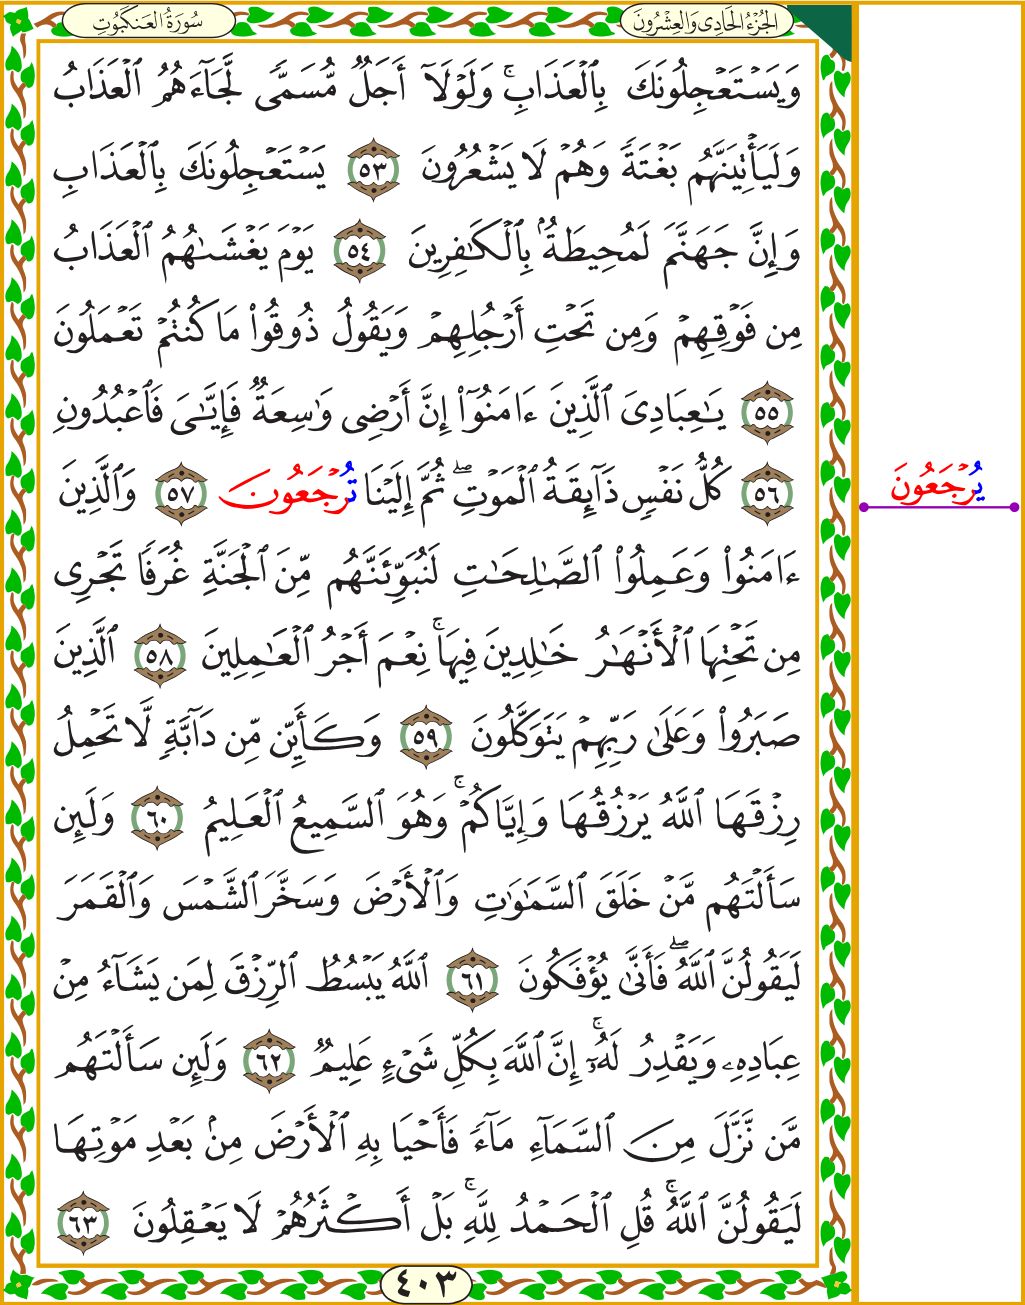 الجُزْءُ الحَادِى وَالعِشْرُونَ
سُورَةُ العَنكَبُوتِ
وَيَسْتَعْجِلُونَكَ بِٱلْعَذَابِ ۚ وَلَوْلَآ أَجَلٌ مُّسَمًّى لَّجَآءَهُمُ ٱلْعَذَابُ
وَلَيَأْتِيَنَّهُم بَغْتَةً وَهُمْ لَا يَشْعُرُونَ ٥٣ يَسْتَعْجِلُونَكَ بِٱلْعَذَابِ
وَإِنَّ جَهَنَّمَ لَمُحِيطَةٌۢ بِٱلْكَـٰفِرِينَ ٥٤ يَوْمَ يَغْشَىٰهُمُ ٱلْعَذَابُ
مِن فَوْقِهِمْ وَمِن تَحْتِ أَرْجُلِهِمْ وَيَقُولُ ذُوقُوا۟ مَا كُنتُمْ تَعْمَلُونَ
٥٥ يَـٰعِبَادِىَ ٱلَّذِينَ ءَامَنُوٓا۟ إِنَّ أَرْضِى وَٰسِعَةٌ فَإِيَّـٰىَ فَٱعْبُدُونِ
٥٦ كُلُّ نَفْسٍ ذَآئِقَةُ ٱلْمَوْتِ ۖ ثُمَّ إِلَيْنَا تُرْجَعُونَ ٥٧ وَٱلَّذِينَ
يُرْجَعُونَ
ءَامَنُوا۟ وَعَمِلُوا۟ ٱلصَّـٰلِحَـٰتِ لَنُبَوِّئَنَّهُم مِّنَ ٱلْجَنَّةِ غُرَفًا تَجْرِى
مِن تَحْتِهَا ٱلْأَنْهَـٰرُ خَـٰلِدِينَ فِيهَا ۚ نِعْمَ أَجْرُ ٱلْعَـٰمِلِينَ ٥٨ ٱلَّذِينَ
صَبَرُوا۟ وَعَلَىٰ رَبِّهِمْ يَتَوَكَّلُونَ ٥٩ وَكَأَيِّن مِّن دَآبَّةٍ لَّا تَحْمِلُ
رِزْقَهَا ٱللَّهُ يَرْزُقُهَا وَإِيَّاكُمْ ۚ وَهُوَ ٱلسَّمِيعُ ٱلْعَلِيمُ ٦٠ وَلَئِن
سَأَلْتَهُم مَّنْ خَلَقَ ٱلسَّمَـٰوَٰتِ وَٱلْأَرْضَ وَسَخَّرَ ٱلشَّمْسَ وَٱلْقَمَرَ
لَيَقُولُنَّ ٱللَّهُ ۖ فَأَنَّىٰ يُؤْفَكُونَ ٦١ ٱللَّهُ يَبْسُطُ ٱلرِّزْقَ لِمَن يَشَآءُ مِنْ
عِبَادِهِۦ وَيَقْدِرُ لَهُۥٓ ۚ إِنَّ ٱللَّهَ بِكُلِّ شَىْءٍ عَلِيمٌ ٦٢ وَلَئِن سَأَلْتَهُم
مَّن نَّزَّلَ مِنَ ٱلسَّمَآءِ مَآءً فَأَحْيَا بِهِ ٱلْأَرْضَ مِنۢ بَعْدِ مَوْتِهَا
لَيَقُولُنَّ ٱللَّهُ ۚ قُلِ ٱلْحَمْدُ لِلَّهِ ۚ بَلْ أَكْثَرُهُمْ لَا يَعْقِلُونَ ٦٣
٤٠٣